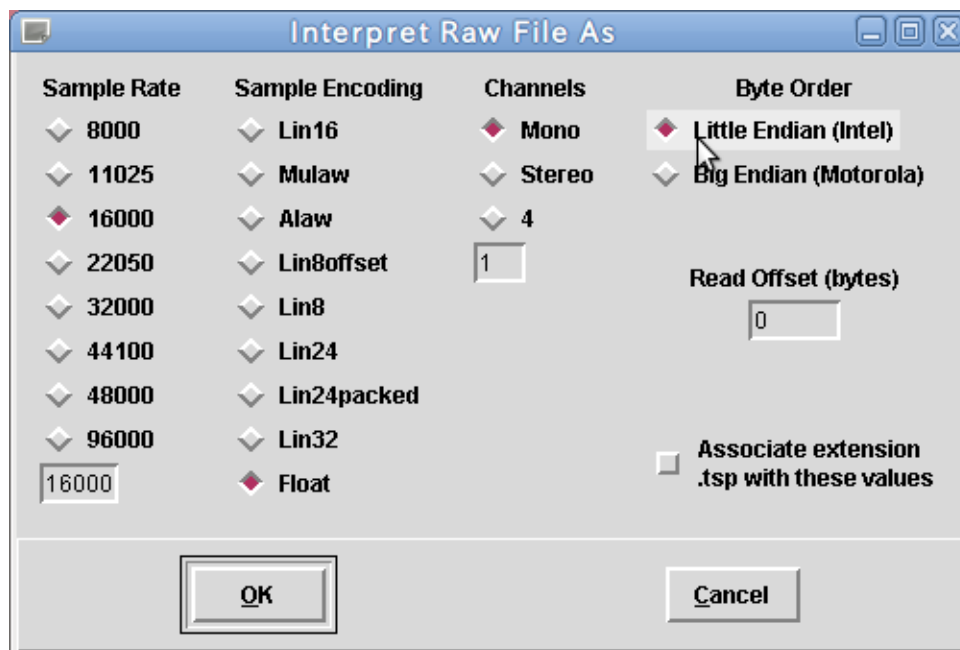 Interpret Raw File As
Sample Rate
8000
11025
16000
22050
32000
44100
48000
96000
16000
Sample Encoding
Lin16
Mulaw
Alaw
Lin8offset
Lin8
Lin24
Lin24packed
Lin32
Float
Channels
Mono
Stereo
4
1
Byte Order
Little Endian (Intel)
Big Endian (Motorola)
Read Offset (bytes)
0
Associate extension
.tsp with these values
OK
Cancel